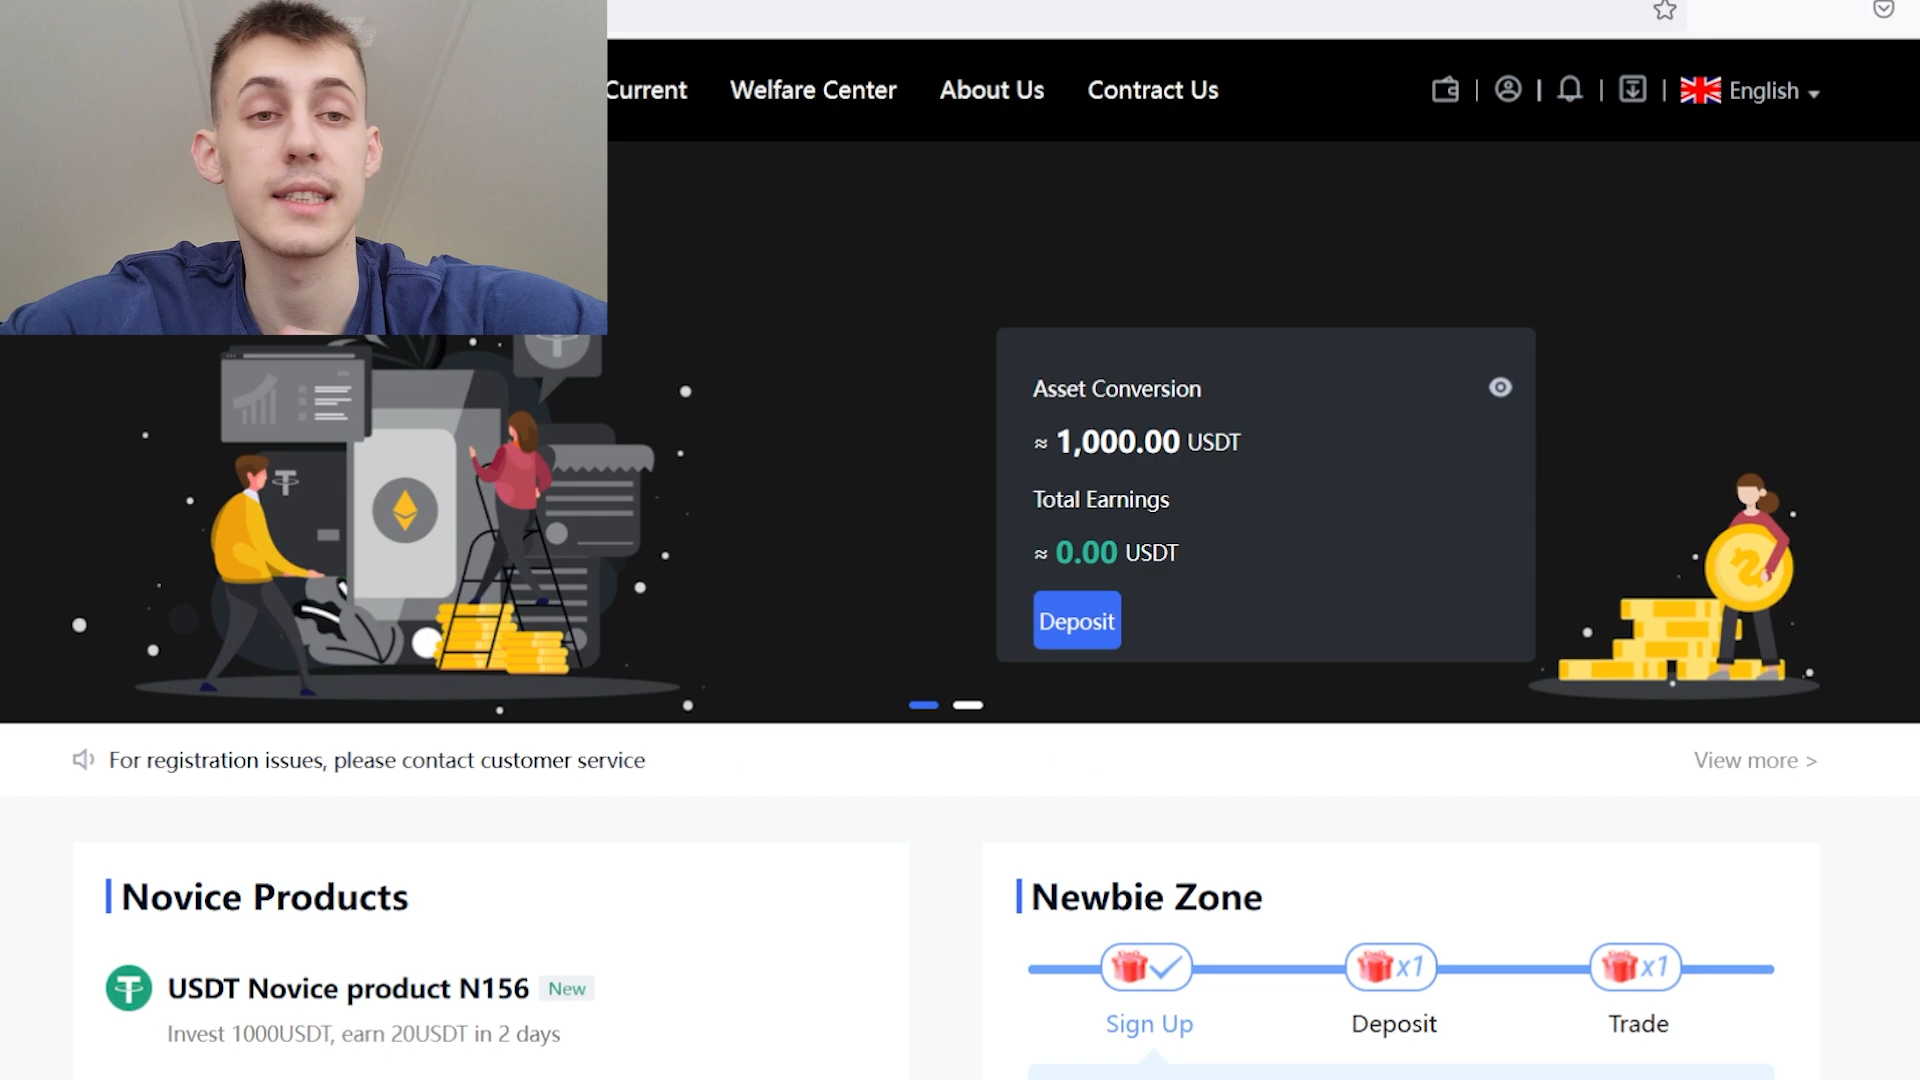 Current Welfare Center About Us Contract Us English
Asset Conversion
≈ 1,000.00 USDT
Total Earnings
≈ 0.00 USDT
Deposit
For registration issues, please contact customer service View more >
Novice Products
USDT Novice product N156 New
Invest 1000USDT, earn 20USDT in 2 days
Newbie Zone
x1 x1
Sign Up Deposit Trade